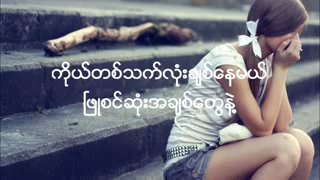 ကိုယ်တစ်သက်လုံးချစ်နေမယ်
ဖြူစင်ဆုံးအချစ်တွေနဲ့